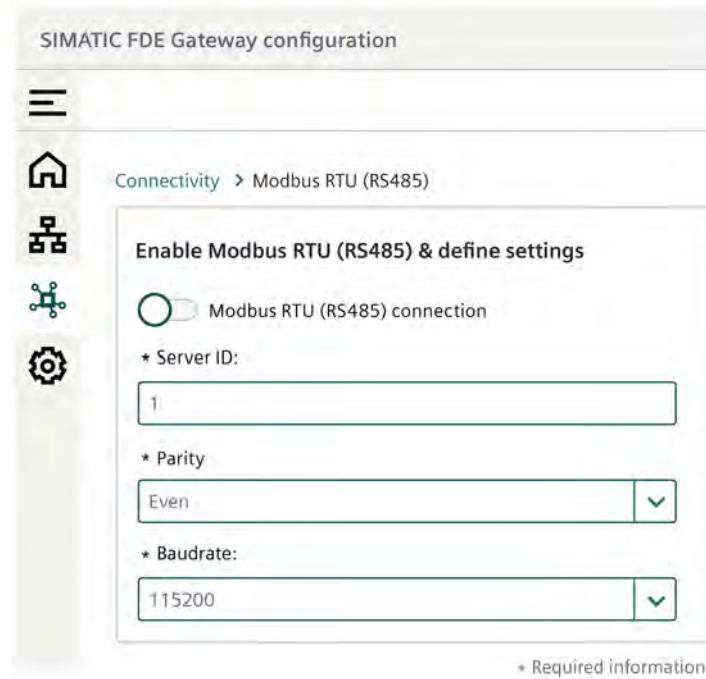 SIMATIC FDE Gateway configuration
Connectivity > Modbus RTU (RS485)
Enable Modbus RTU (RS485) & define settings
Modbus RTU (RS485) connection
* Server ID:
1
* Parity
Even
* Baudrate:
115200
* Required information